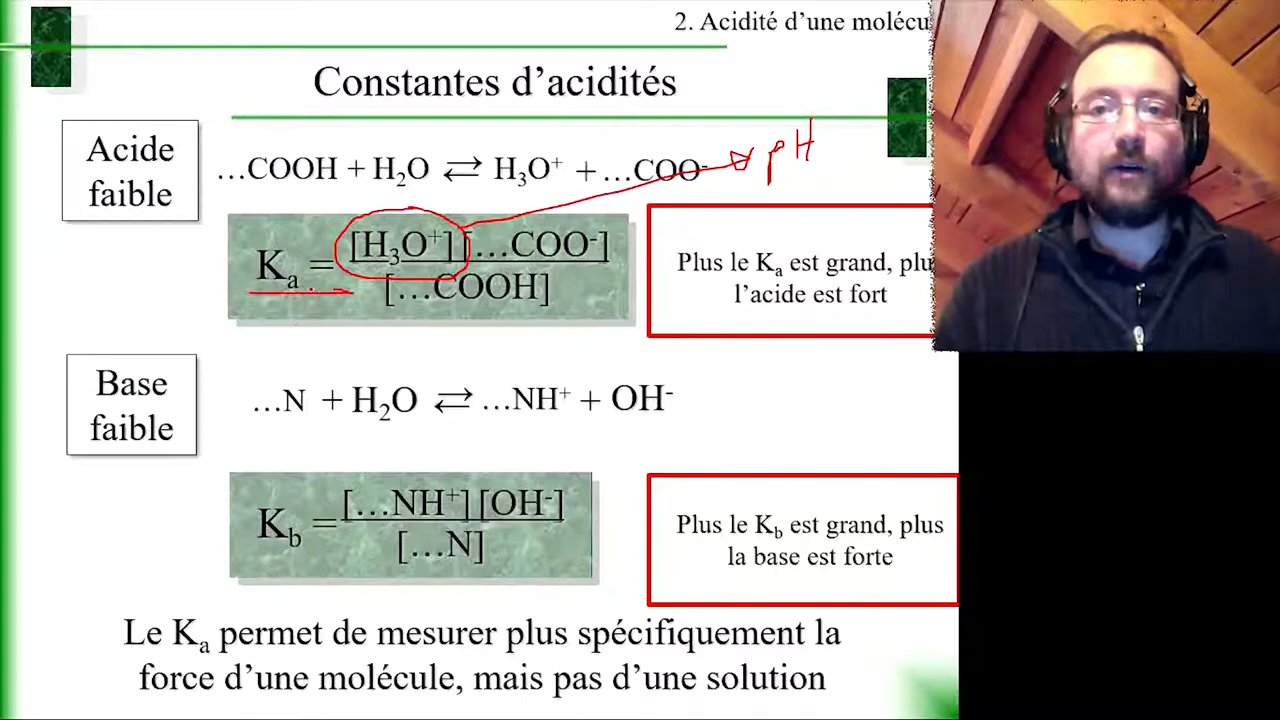 2. Acidité d'une molécu
Constantes d'acidités
Acide
faible
…COOH + H₂O ⇄ H₃O⁺ + …COO⁻
pH
Kₐ = [H₃O⁺] […COO⁻]
[…COOH]
Plus le Kₐ est grand, plu
l'acide est fort
Base
faible
…N + H₂O ⇄ …NH⁺ + OH⁻
K_b = […NH⁺] [OH⁻]
[…N]
Plus le K_b est grand, plus
la base est forte
Le Kₐ permet de mesurer plus spécifiquement la
force d'une molécule, mais pas d'une solution